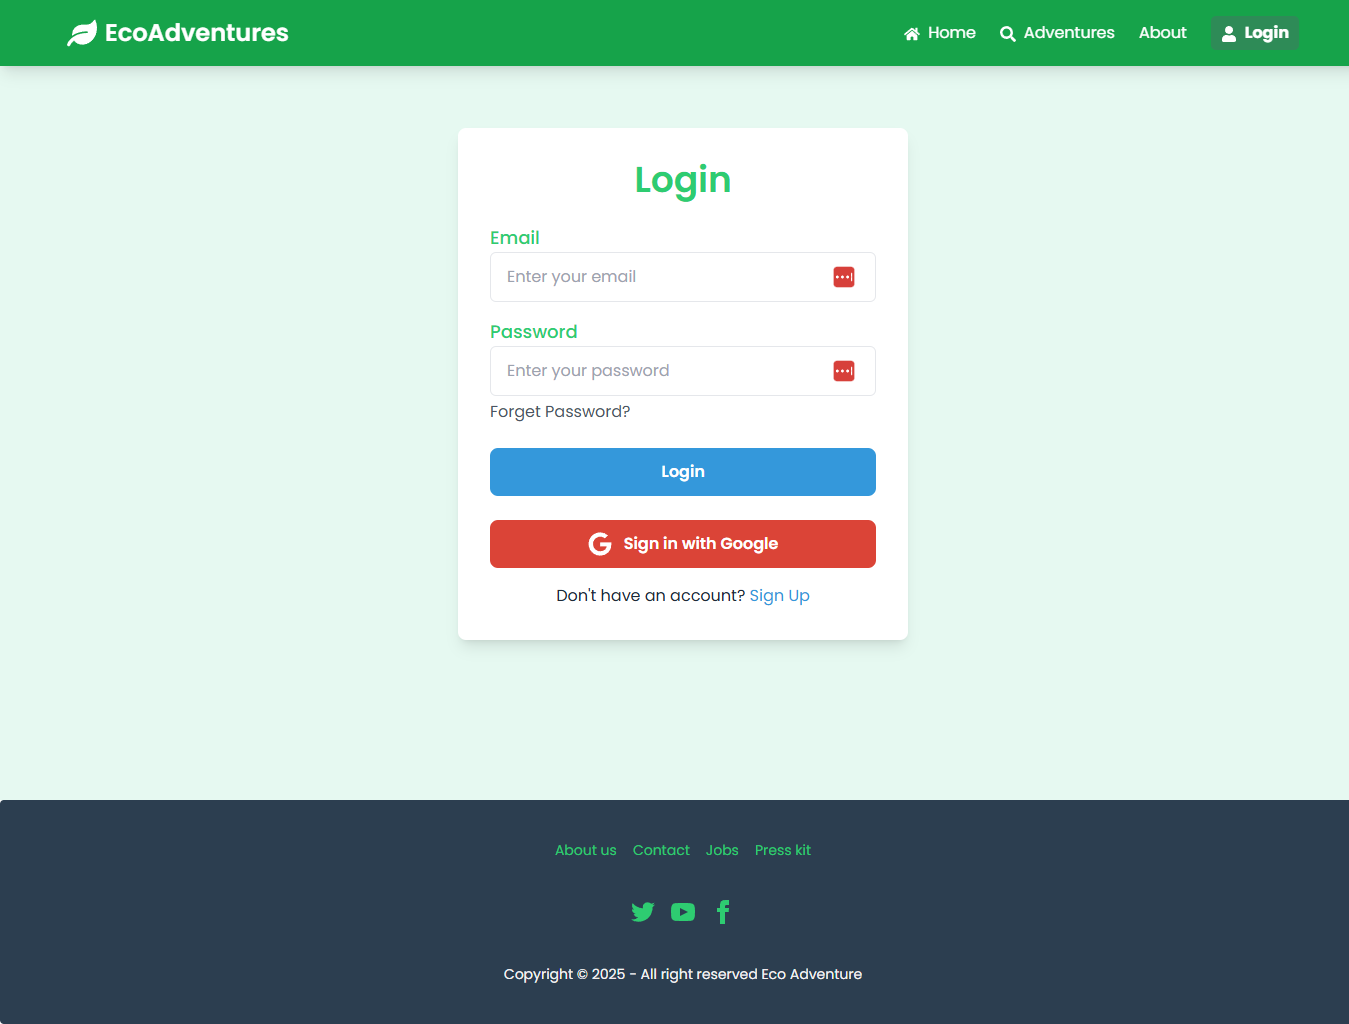 EcoAdventures
Home
Adventures
About
Login
Login
Email
Enter your email
Password
Enter your password
Forget Password?
Login
Sign in with Google
Don't have an account? Sign Up
About us
Contact
Jobs
Press kit
Copyright © 2025 - All right reserved Eco Adventure